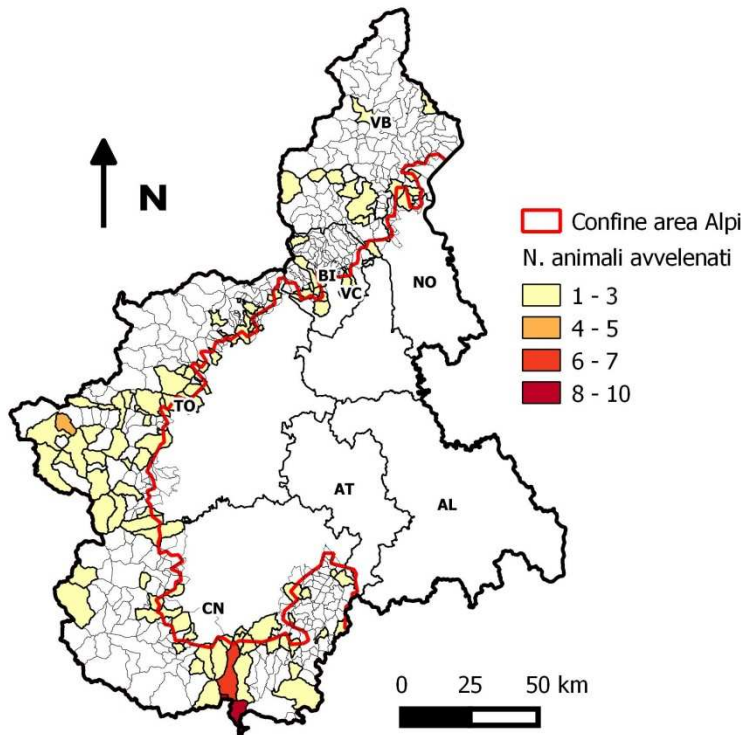 VB
N
Confine area Alpi
N. animali avvelenati
BI
VC
NO
1 - 3
4 - 5
6 - 7
8 - 10
TO
AT
AL
CN
0 25 50 km